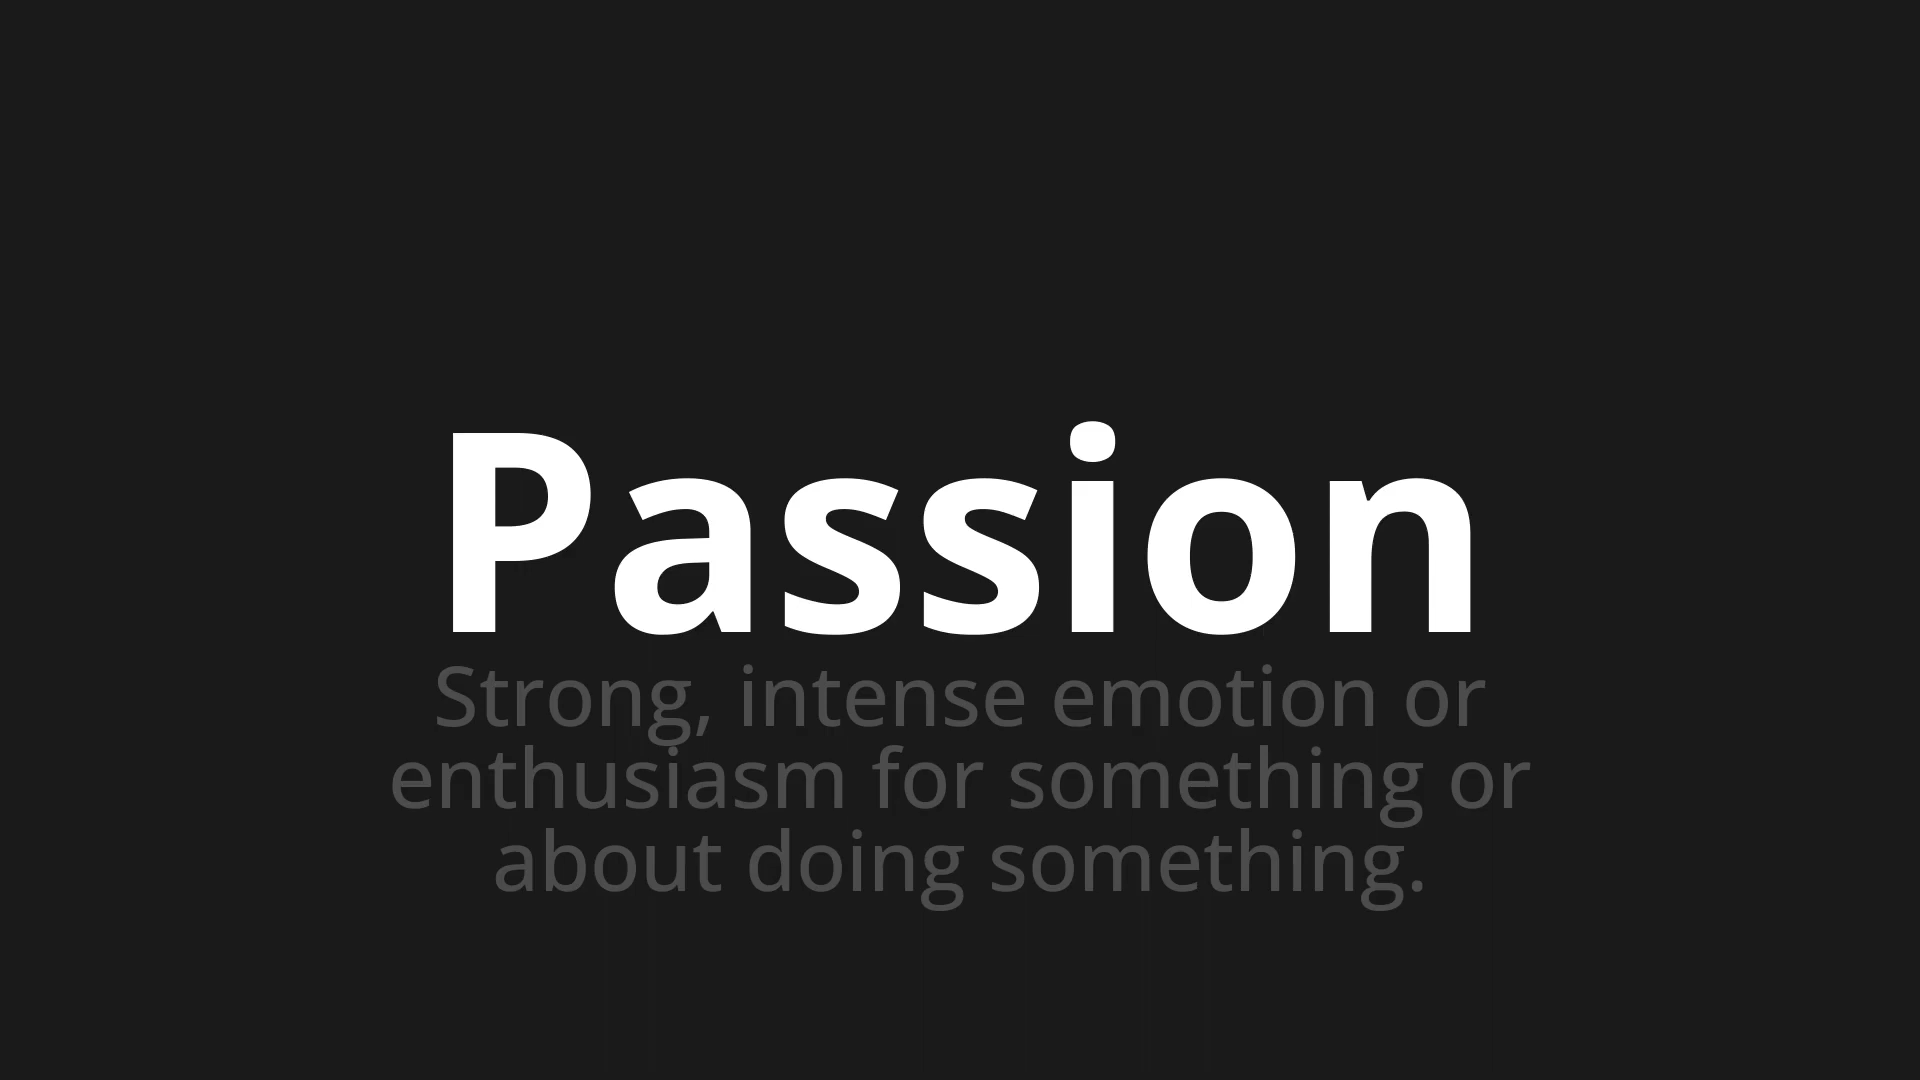 Passion
Strong, intense emotion or
enthusiasm for something or
about doing something.